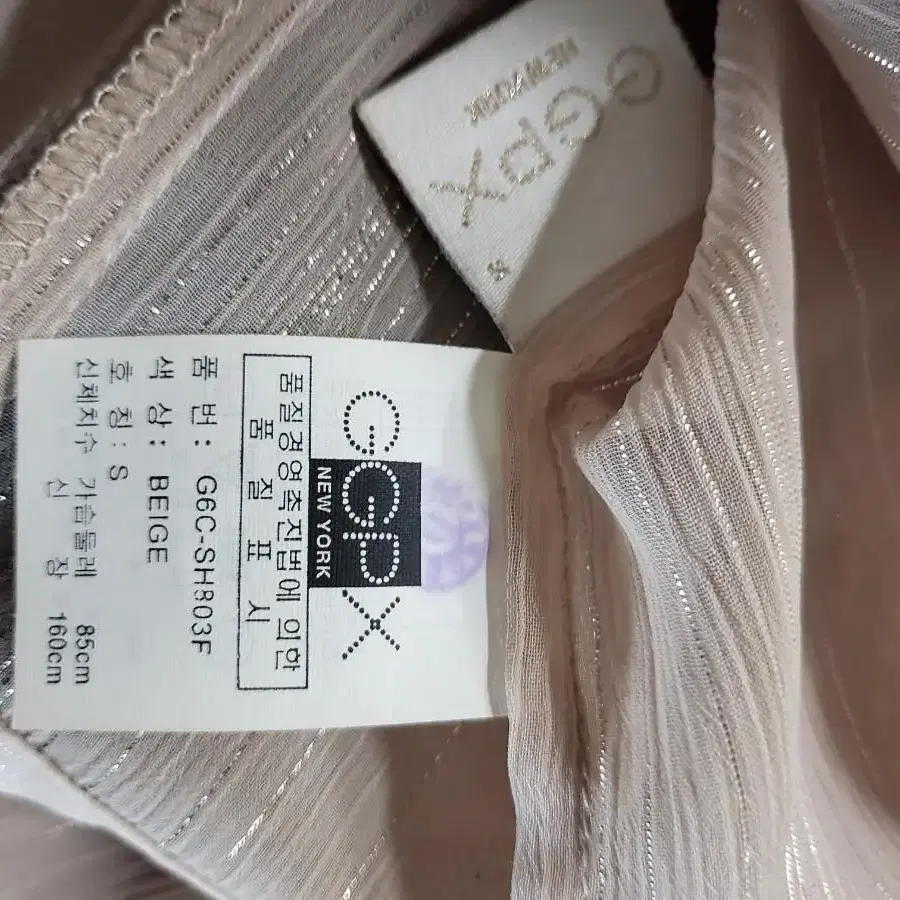 GGPX
NEW YORK
S
GGPX
NEW YORK
품질경영촉진법에 의한
품 질 표 시
품 번: G6C-SH803F
색 상: BEIGE
호 칭: S
신체치수 가슴둘레 85cm
신 장 160cm